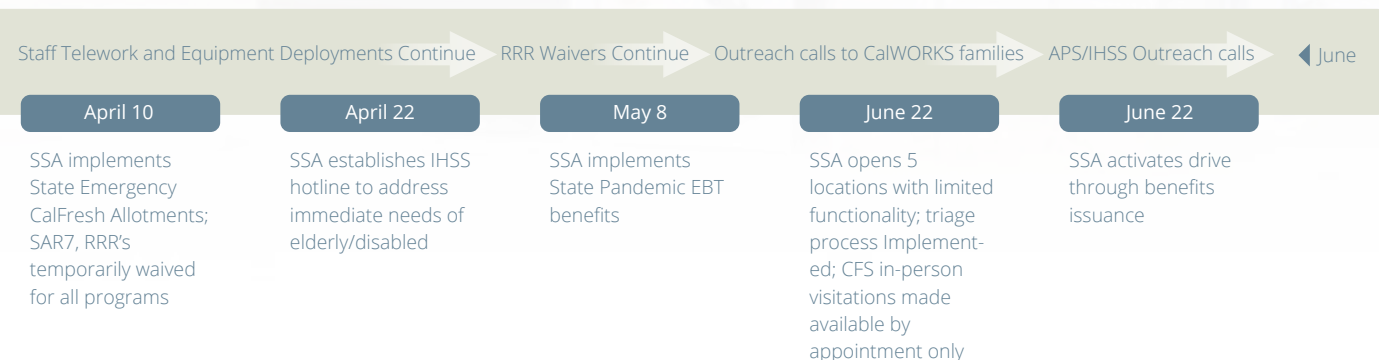 Staff Telework and Equipment Deployments Continue RRR Waivers Continue Outreach calls to CalWORKS families APS/IHSS Outreach calls June
April 10
SSA implements
State Emergency
CalFresh Allotments;
SAR7, RRR’s
temporarily waived
for all programs
April 22
SSA establishes IHSS
hotline to address
immediate needs of
elderly/disabled
May 8
SSA implements
State Pandemic EBT
benefits
June 22
SSA opens 5
locations with limited
functionality; triage
process Implement-
ed; CFS in-person
visitations made
available by
appointment only
June 22
SSA activates drive
through benefits
issuance